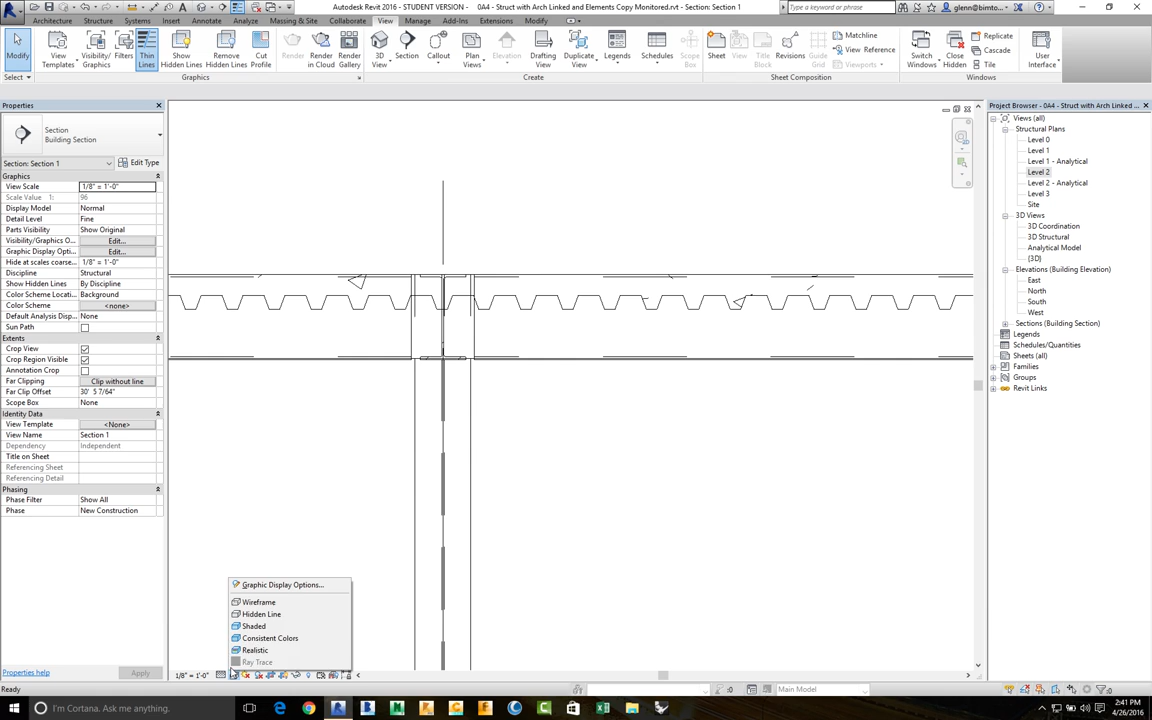 Autodesk Revit 2016 - STUDENT VERSION - 0A4 - Struct with Arch Linked and Elements Copy Monitored.rvt - Section: Section 1
Type a keyword or phrase
glenn@bimto...
Architecture Structure Systems Insert Annotate Analyze Massing & Site Collaborate View Manage Add-Ins Extensions Modify
Modify
View Templates
Visibility/ Graphics
Filters
Thin Lines
Show Hidden Lines
Remove Hidden Lines
Cut Profile
Render
Render in Cloud
Render Gallery
3D View
Section
Callout
Plan Views
Elevation
Drafting View
Duplicate View
Legends
Schedules
Scope Box
Sheet
View
Title Block
Revisions
Guide Grid
Matchline
View Reference
Viewports
Switch Windows
Close Hidden
Replicate
Cascade
Tile
User Interface
Select
Graphics
Create
Sheet Composition
Windows
Properties
Section
Building Section
Section: Section 1
Edit Type
Graphics
View Scale 1/8" = 1'-0"
Scale Value 1: 96
Display Model Normal
Detail Level Fine
Parts Visibility Show Original
Visibility/Graphics O... Edit...
Graphic Display Opti... Edit...
Hide at scales coarse... 1/8" = 1'-0"
Discipline Structural
Show Hidden Lines By Discipline
Color Scheme Locati... Background
Color Scheme <none>
Default Analysis Disp... None
Sun Path
Extents
Crop View
Crop Region Visible
Annotation Crop
Far Clipping Clip without line
Far Clip Offset 30' 5 7/64"
Scope Box None
Identity Data
View Template <None>
View Name Section 1
Dependency Independent
Title on Sheet
Referencing Sheet
Referencing Detail
Phasing
Phase Filter Show All
Phase New Construction
Properties help
Apply
Graphic Display Options...
Wireframe
Hidden Line
Shaded
Consistent Colors
Realistic
Ray Trace
1/8" = 1'-0"
Project Browser - 0A4 - Struct with Arch Linked ...
Views (all)
Structural Plans
Level 0
Level 1
Level 1 - Analytical
Level 2
Level 2 - Analytical
Level 3
Site
3D Views
3D Coordination
3D Structural
Analytical Model
{3D}
Elevations (Building Elevation)
East
North
South
West
Sections (Building Section)
Legends
Schedules/Quantities
Sheets (all)
Families
Groups
Revit Links
Ready
:0
Main Model
:0
I'm Cortana. Ask me anything.
2:41 PM
4/26/2016